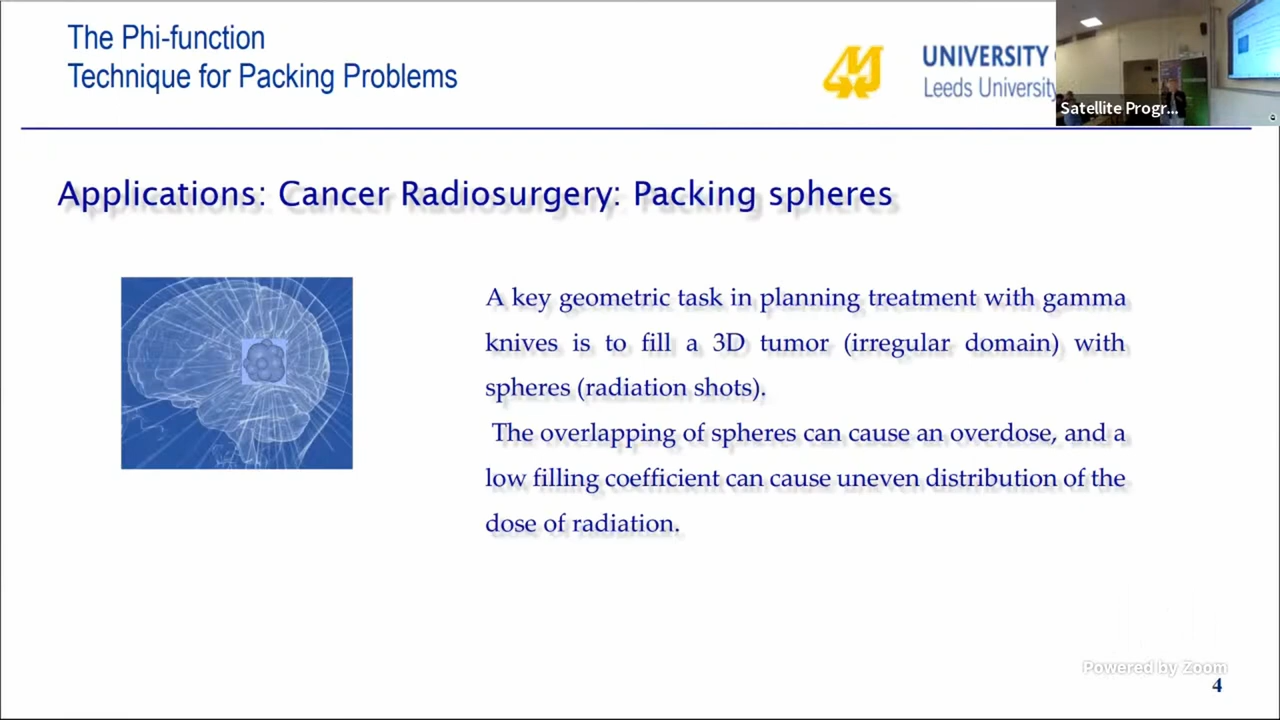 The Phi-function
Technique for Packing Problems
UNIVERSITY
Leeds University
Satellite Progr...
Applications: Cancer Radiosurgery: Packing spheres
A key geometric task in planning treatment with gamma
knives is to fill a 3D tumor (irregular domain) with
spheres (radiation shots).
The overlapping of spheres can cause an overdose, and a
low filling coefficient can cause uneven distribution of the
dose of radiation.
Powered by Zoom
4